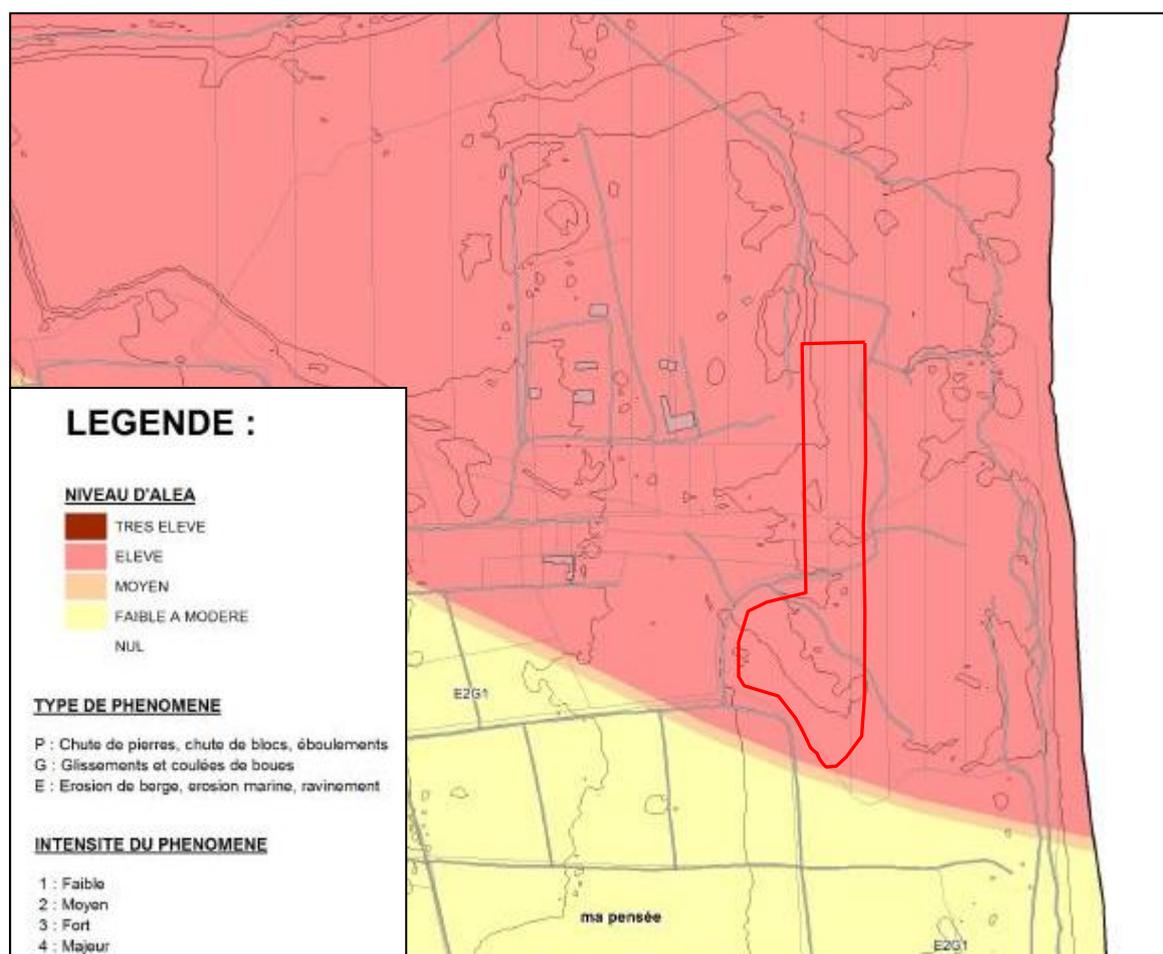 LEGENDE :
NIVEAU D'ALEA
TRES ELEVE
ELEVE
MOYEN
FAIBLE A MODERE
NUL
TYPE DE PHENOMENE
P : Chute de pierres, chute de blocs, éboulements
G : Glissements et coulées de boues
E : Erosion de berge, erosion marine, ravinement
INTENSITE DU PHENOMENE
1 : Faible
2 : Moyen
3 : Fort
4 : Majeur
E2G1
ma pensée
E2G1